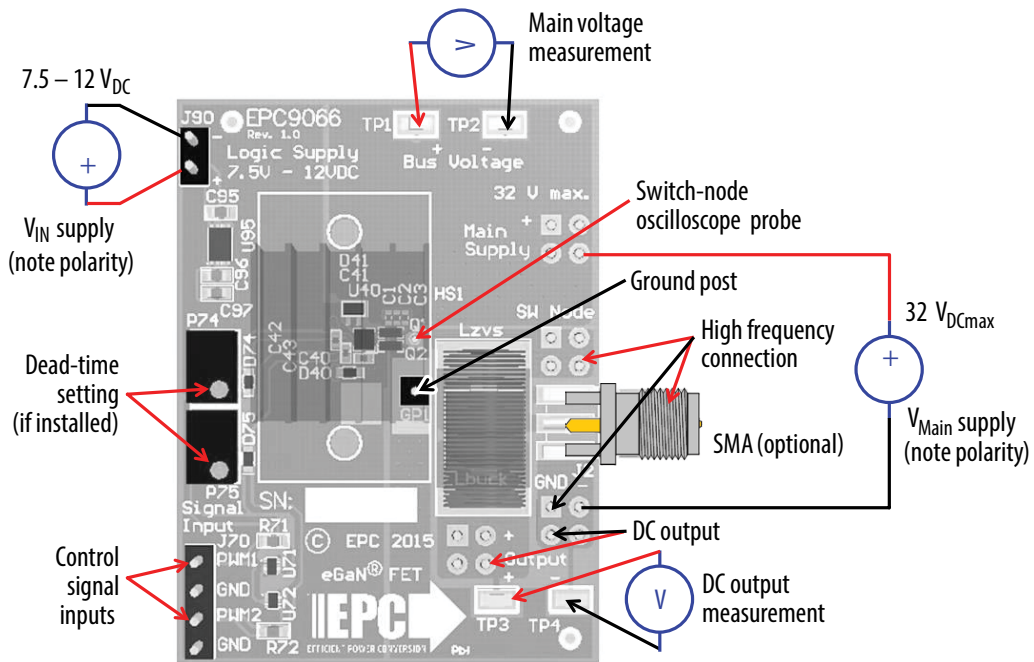 Main voltage
measurement
V
7.5 – 12 VDC
J90
EPC9066
Rev. 1.0
Logic Supply
7.5V - 12VDC
-
+
TP1
TP2
+ -
Bus Voltage
32 V max.
+
Main
Supply
Switch-node
oscilloscope probe
+
VIN supply
(note polarity)
C95
U95
C96
C97
P74
D41
C41
U40
C1
C2
C3
HS1
Ground post
SW Node
Lzvs
Q1
Q2
C42
C43
C40
D40
D74
GP1
High frequency
connection
32 VDCmax
+
VMain supply
(note polarity)
Dead-time
setting
(if installed)
D75
P75
Lbuck
SMA (optional)
GND
J2
-
Signal
Input
SN:
J70
R71
© EPC 2015
eGaN® FET
+
Output
DC output
Control
signal
inputs
PWM1
GND
PWM2
GND
U71
U72
R72
EPC
EFFICIENT POWER CONVERSION
+ -
TP3
TP4
V
DC output
measurement